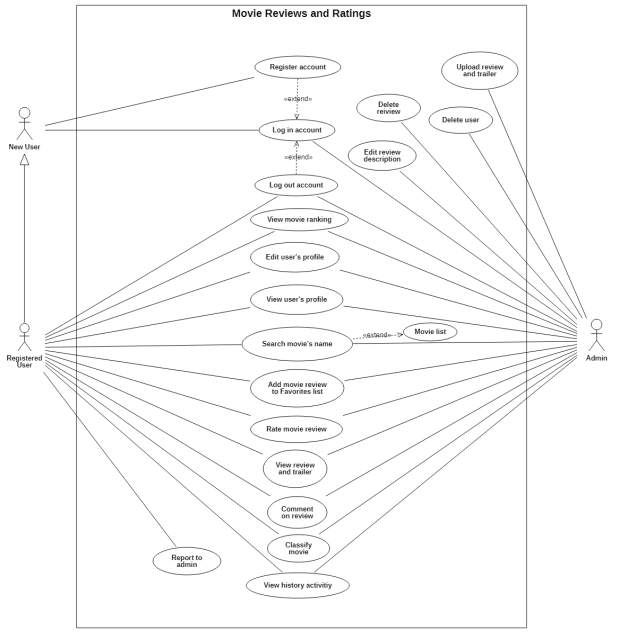 Movie Reviews and Ratings
Register account
Upload review
and trailer
«extend»
Delete
reiview
Delete user
Log in account
New User
Edit review
description
«extend»
Log out account
View movie ranking
Edit user's profile
View user's profile
Registered
User
Search movie's name
«extend»
Movie list
Admin
Add movie review
to Favorites list
Rate movie review
View review
and trailer
Comment
on review
Classify
movie
Report to
admin
View history activitiy